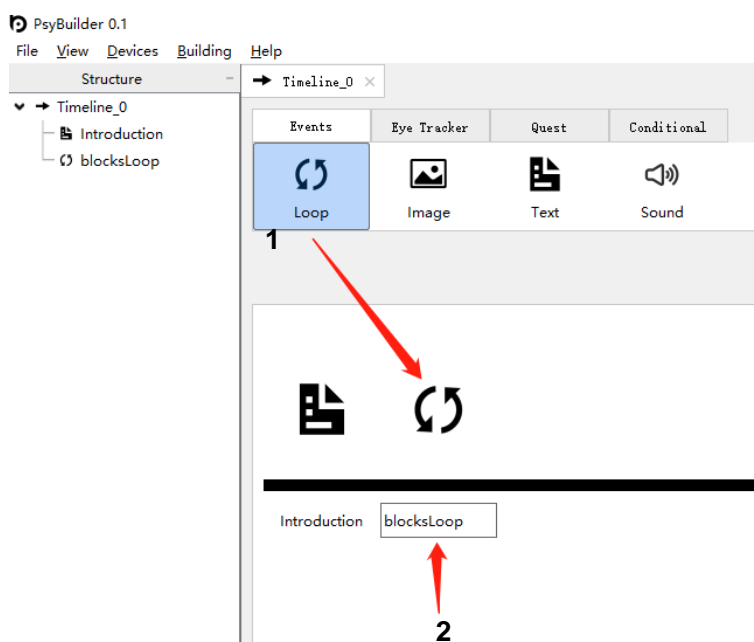 PsyBuilder 0.1
File View Devices Building Help
Structure
Timeline_0
Timeline_0
Introduction
blocksLoop
Events Eye Tracker Quest Conditional
Loop Image Text Sound
1
Introduction blocksLoop
2